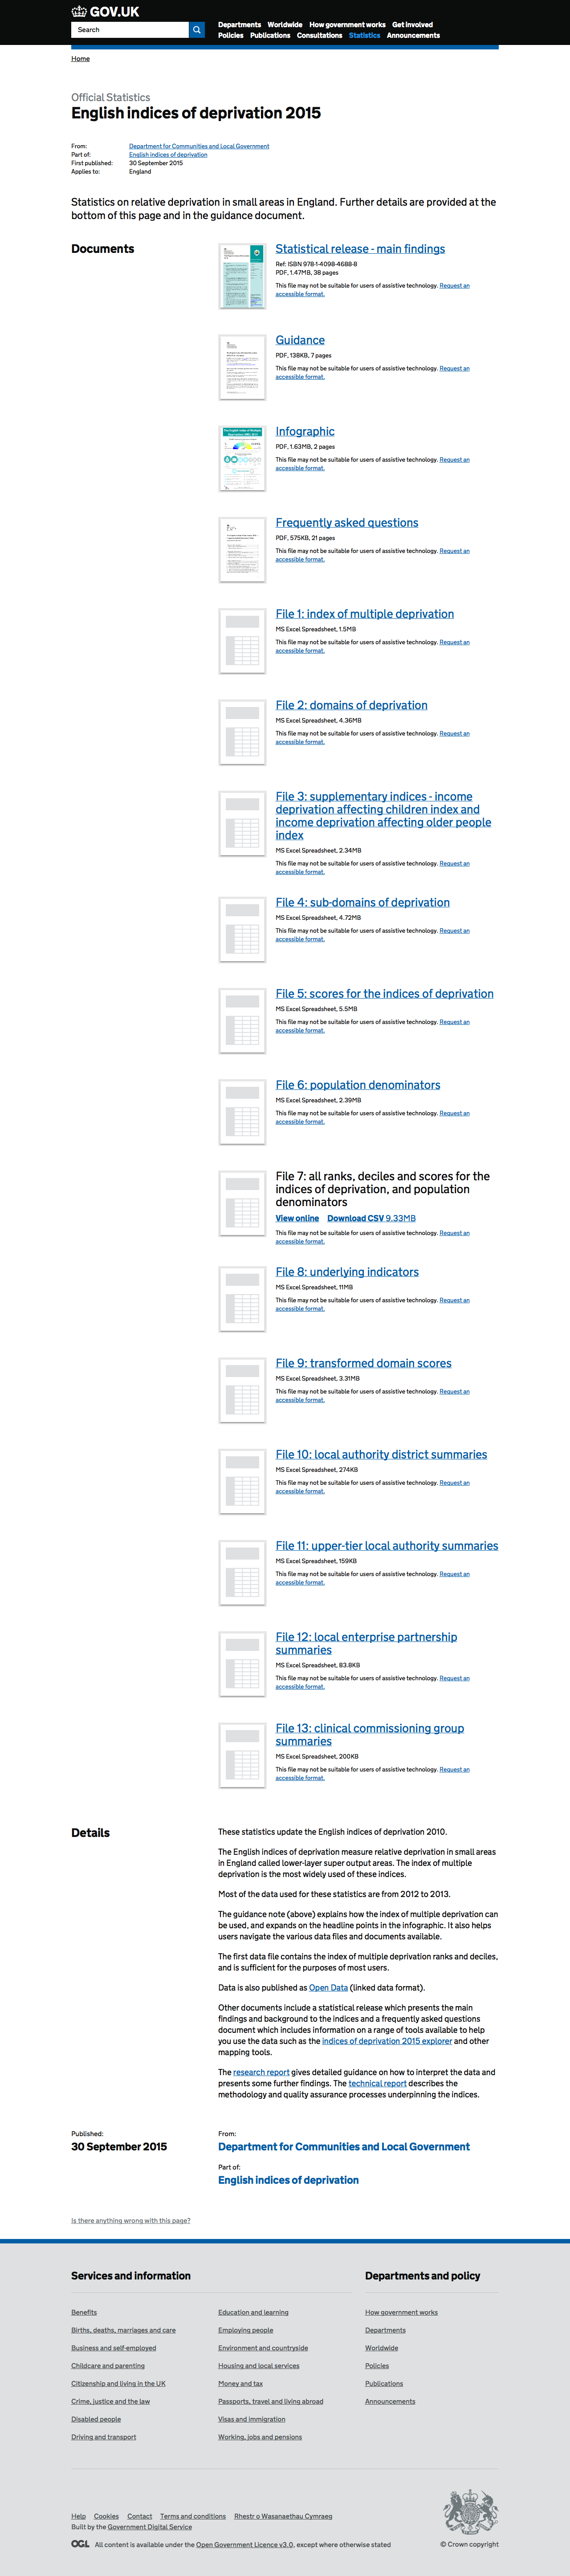 GOV.UK
Search
Departments Worldwide How government works Get involved
Policies Publications Consultations Statistics Announcements
Home
Official Statistics
English indices of deprivation 2015
From: Department for Communities and Local Government
Part of: English indices of deprivation
First published: 30 September 2015
Applies to: England
Statistics on relative deprivation in small areas in England. Further details are provided at the
bottom of this page and in the guidance document.
Documents
Statistical release - main findings
Ref: ISBN 978-1-4098-4688-8
PDF, 1.47MB, 38 pages
This file may not be suitable for users of assistive technology. Request an
accessible format.
Guidance
PDF, 138KB, 7 pages
This file may not be suitable for users of assistive technology. Request an
accessible format.
Infographic
PDF, 1.63MB, 2 pages
This file may not be suitable for users of assistive technology. Request an
accessible format.
Frequently asked questions
PDF, 575KB, 21 pages
This file may not be suitable for users of assistive technology. Request an
accessible format.
File 1: index of multiple deprivation
MS Excel Spreadsheet, 1.5MB
This file may not be suitable for users of assistive technology. Request an
accessible format.
File 2: domains of deprivation
MS Excel Spreadsheet, 4.36MB
This file may not be suitable for users of assistive technology. Request an
accessible format.
File 3: supplementary indices - income
deprivation affecting children index and
income deprivation affecting older people
index
MS Excel Spreadsheet, 2.34MB
This file may not be suitable for users of assistive technology. Request an
accessible format.
File 4: sub-domains of deprivation
MS Excel Spreadsheet, 4.72MB
This file may not be suitable for users of assistive technology. Request an
accessible format.
File 5: scores for the indices of deprivation
MS Excel Spreadsheet, 5.5MB
This file may not be suitable for users of assistive technology. Request an
accessible format.
File 6: population denominators
MS Excel Spreadsheet, 2.39MB
This file may not be suitable for users of assistive technology. Request an
accessible format.
File 7: all ranks, deciles and scores for the
indices of deprivation, and population
denominators
View online Download CSV 9.33MB
This file may not be suitable for users of assistive technology. Request an
accessible format.
File 8: underlying indicators
MS Excel Spreadsheet, 11MB
This file may not be suitable for users of assistive technology. Request an
accessible format.
File 9: transformed domain scores
MS Excel Spreadsheet, 3.31MB
This file may not be suitable for users of assistive technology. Request an
accessible format.
File 10: local authority district summaries
MS Excel Spreadsheet, 274KB
This file may not be suitable for users of assistive technology. Request an
accessible format.
File 11: upper-tier local authority summaries
MS Excel Spreadsheet, 159KB
This file may not be suitable for users of assistive technology. Request an
accessible format.
File 12: local enterprise partnership
summaries
MS Excel Spreadsheet, 83.8KB
This file may not be suitable for users of assistive technology. Request an
accessible format.
File 13: clinical commissioning group
summaries
MS Excel Spreadsheet, 200KB
This file may not be suitable for users of assistive technology. Request an
accessible format.
Details
These statistics update the English indices of deprivation 2010.
The English indices of deprivation measure relative deprivation in small areas
in England called lower-layer super output areas. The index of multiple
deprivation is the most widely used of these indices.
Most of the data used for these statistics are from 2012 to 2013.
The guidance note (above) explains how the index of multiple deprivation can
be used, and expands on the headline points in the infographic. It also helps
users navigate the various data files and documents available.
The first data file contains the index of multiple deprivation ranks and deciles,
and is sufficient for the purposes of most users.
Data is also published as Open Data (linked data format).
Other documents include a statistical release which presents the main
findings and background to the indices and a frequently asked questions
document which includes information on a range of tools available to help
you use the data such as the indices of deprivation 2015 explorer and other
mapping tools.
The research report gives detailed guidance on how to interpret the data and
presents some further findings. The technical report describes the
methodology and quality assurance processes underpinning the indices.
Published:
30 September 2015
From:
Department for Communities and Local Government
Part of:
English indices of deprivation
Is there anything wrong with this page?
Services and information
Benefits
Births, deaths, marriages and care
Business and self-employed
Childcare and parenting
Citizenship and living in the UK
Crime, justice and the law
Disabled people
Driving and transport
Education and learning
Employing people
Environment and countryside
Housing and local services
Money and tax
Passports, travel and living abroad
Visas and immigration
Working, jobs and pensions
Departments and policy
How government works
Departments
Worldwide
Policies
Publications
Announcements
Help Cookies Contact Terms and conditions Rhestr o Wasanaethau Cymraeg
Built by the Government Digital Service
OGL All content is available under the Open Government Licence v3.0, except where otherwise stated
© Crown copyright